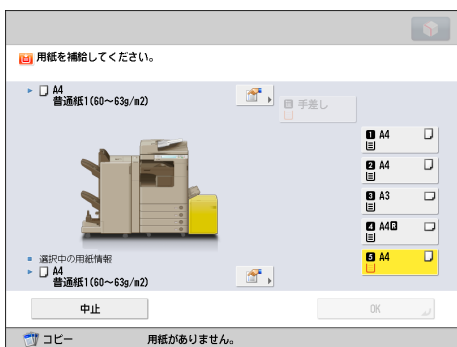 用紙を補給してください。
A4
普通紙1(60～63g/m2)
手差し
1 A4
2 A4
3 A3
4 A4R
5 A4
選択中の用紙情報
A4
普通紙1(60～63g/m2)
中止
OK
コピー
用紙がありません。